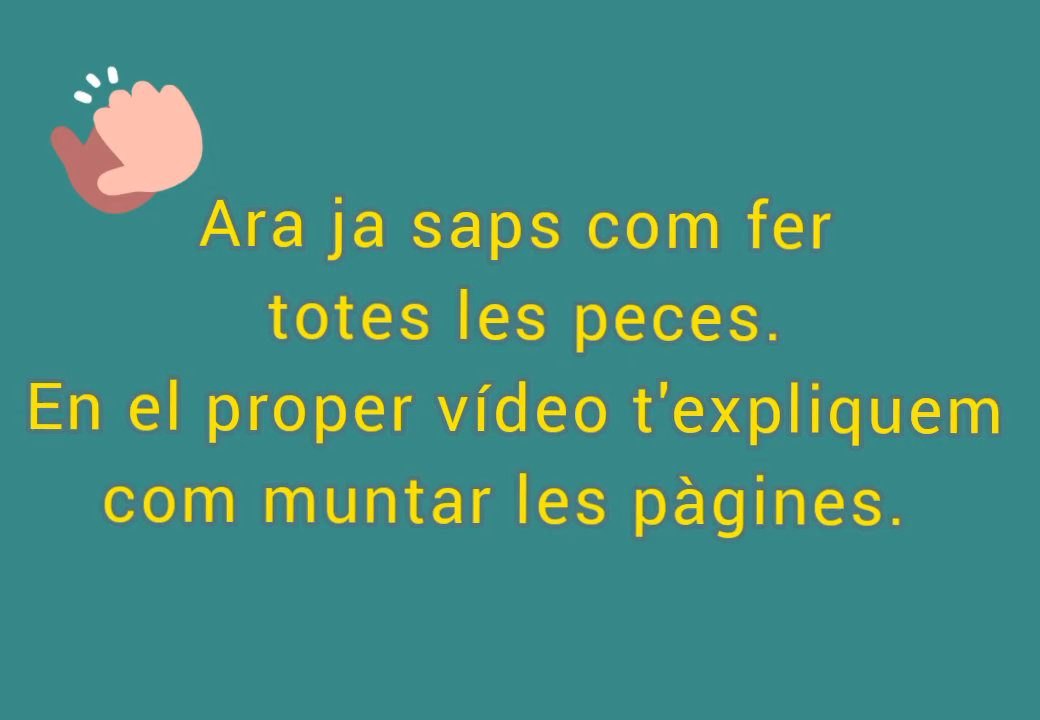 Ara ja saps com fer
totes les peces.
En el proper vídeo t'expliquem
com muntar les pàgines.